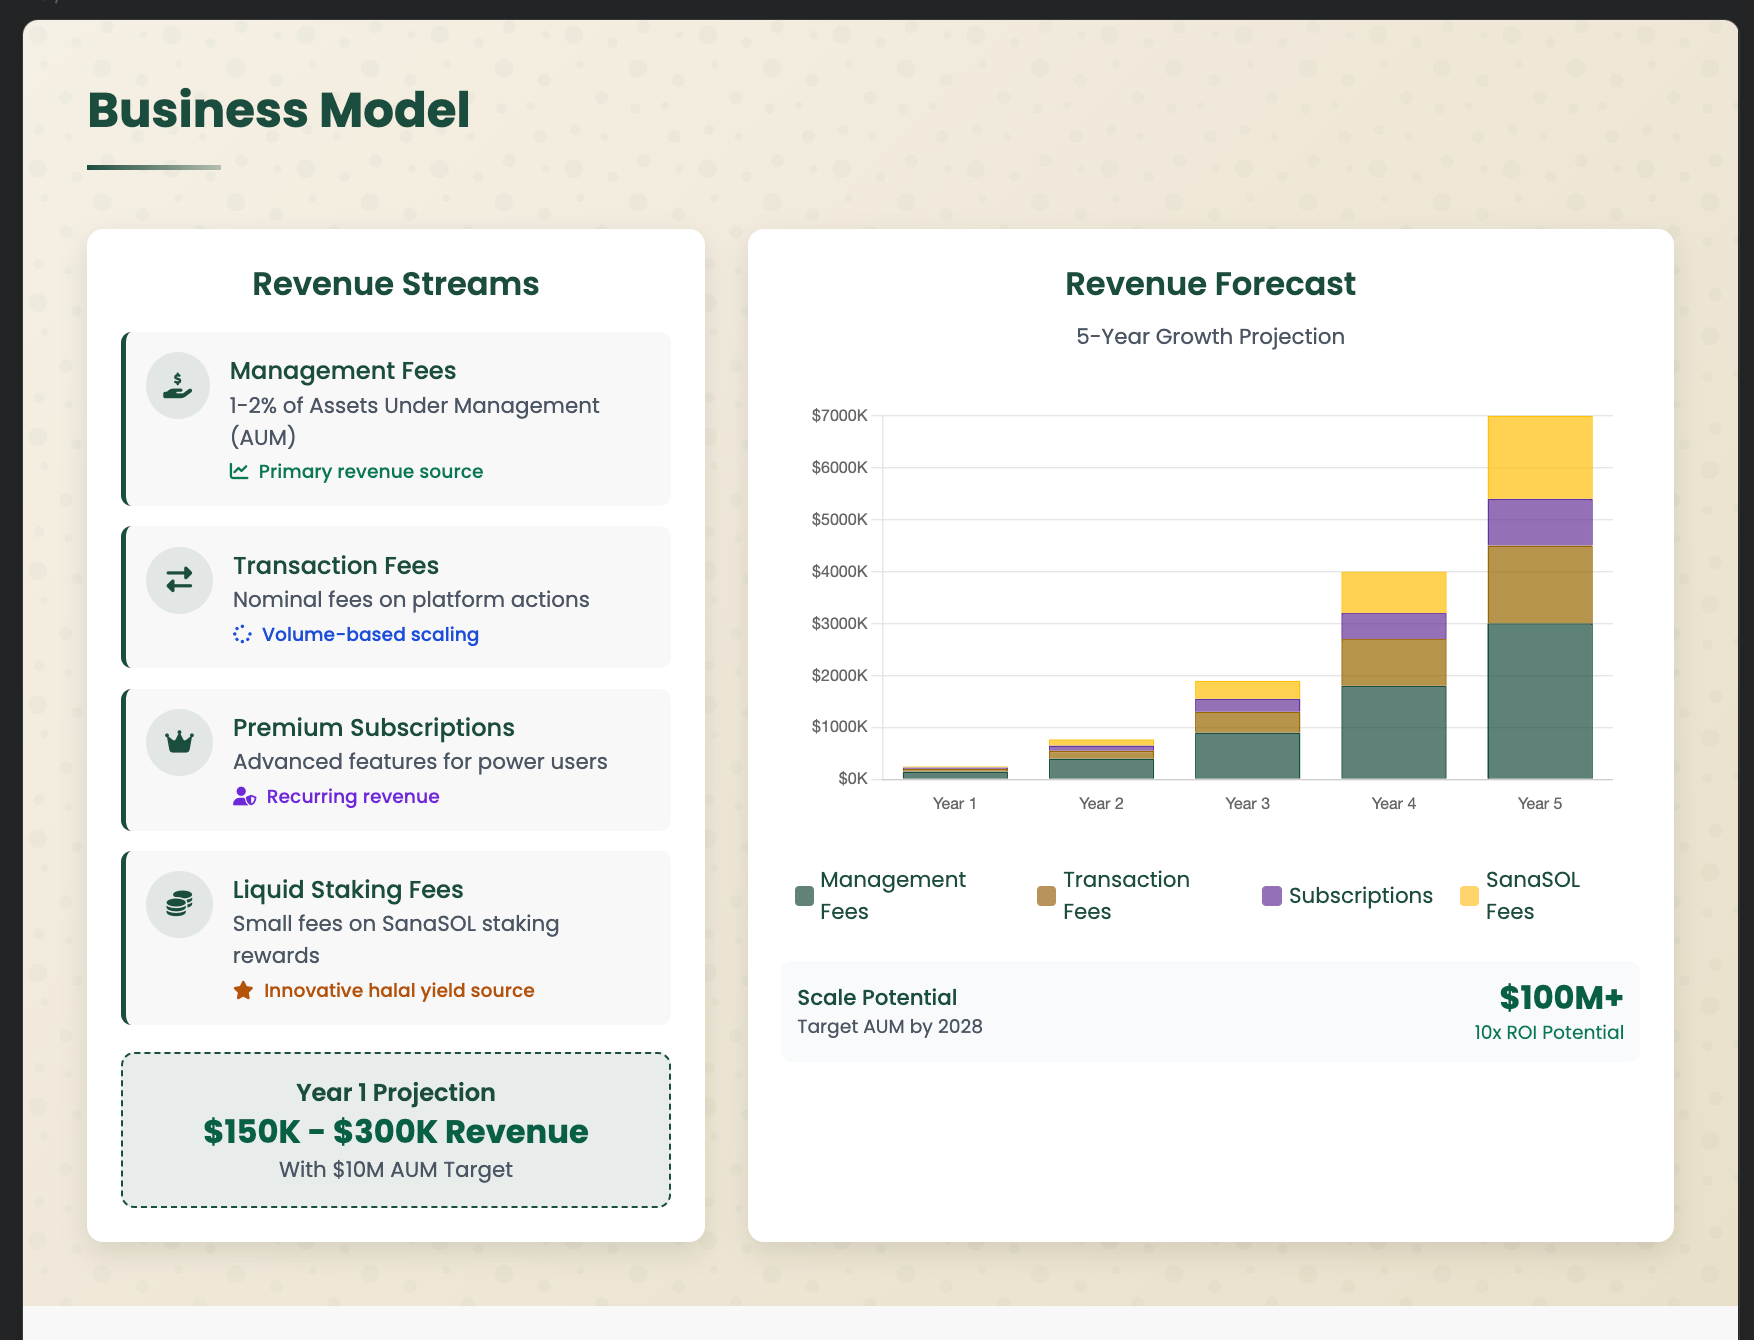 Business Model
Revenue Streams
Management Fees
1-2% of Assets Under Management
(AUM)
Primary revenue source
Transaction Fees
Nominal fees on platform actions
Volume-based scaling
Premium Subscriptions
Advanced features for power users
Recurring revenue
Liquid Staking Fees
Small fees on SanaSOL staking
rewards
Innovative halal yield source
Year 1 Projection
$150K - $300K Revenue
With $10M AUM Target
Revenue Forecast
5-Year Growth Projection
$7000K
$6000K
$5000K
$4000K
$3000K
$2000K
$1000K
$0K
Year 1
Year 2
Year 3
Year 4
Year 5
Management
Fees
Transaction
Fees
Subscriptions
SanaSOL
Fees
Scale Potential
Target AUM by 2028
$100M+
10x ROI Potential